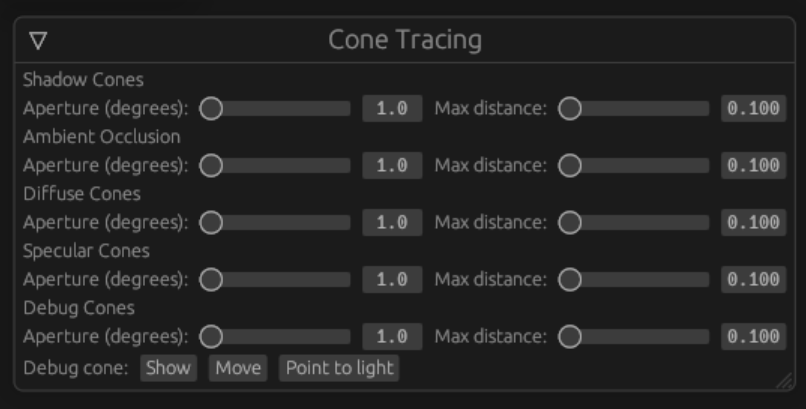 Cone Tracing
Shadow Cones
Aperture (degrees): 1.0 Max distance: 0.100
Ambient Occlusion
Aperture (degrees): 1.0 Max distance: 0.100
Diffuse Cones
Aperture (degrees): 1.0 Max distance: 0.100
Specular Cones
Aperture (degrees): 1.0 Max distance: 0.100
Debug Cones
Aperture (degrees): 1.0 Max distance: 0.100
Debug cone: Show Move Point to light